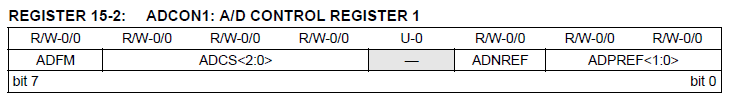 REGISTER 15-2: ADCON1: A/D CONTROL REGISTER 1
R/W-0/0 R/W-0/0 R/W-0/0 R/W-0/0 U-0 R/W-0/0 R/W-0/0 R/W-0/0
ADFM ADCS<2:0> — ADNREF ADPREF<1:0>
bit 7 bit 0